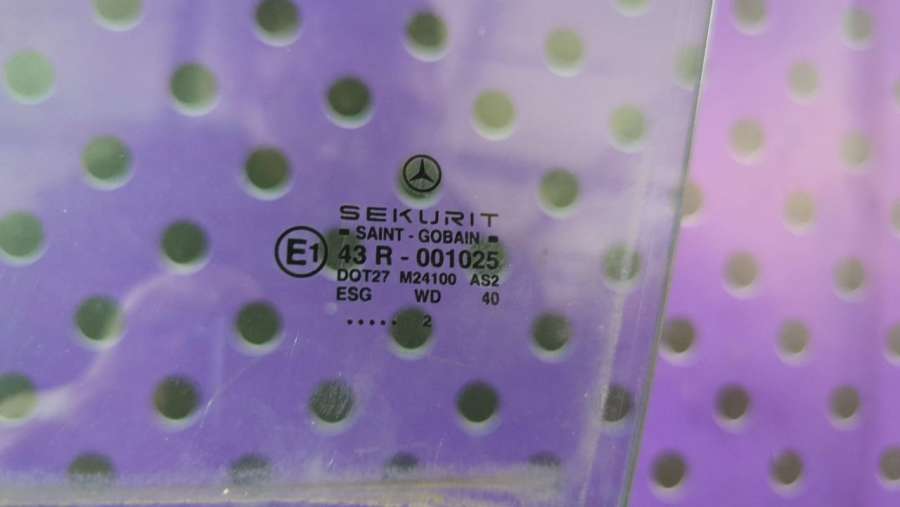 SEKURIT
SAINT - GOBAIN
E1
43 R - 001025
DOT27 M24100 AS2
ESG WD 40
...... 2